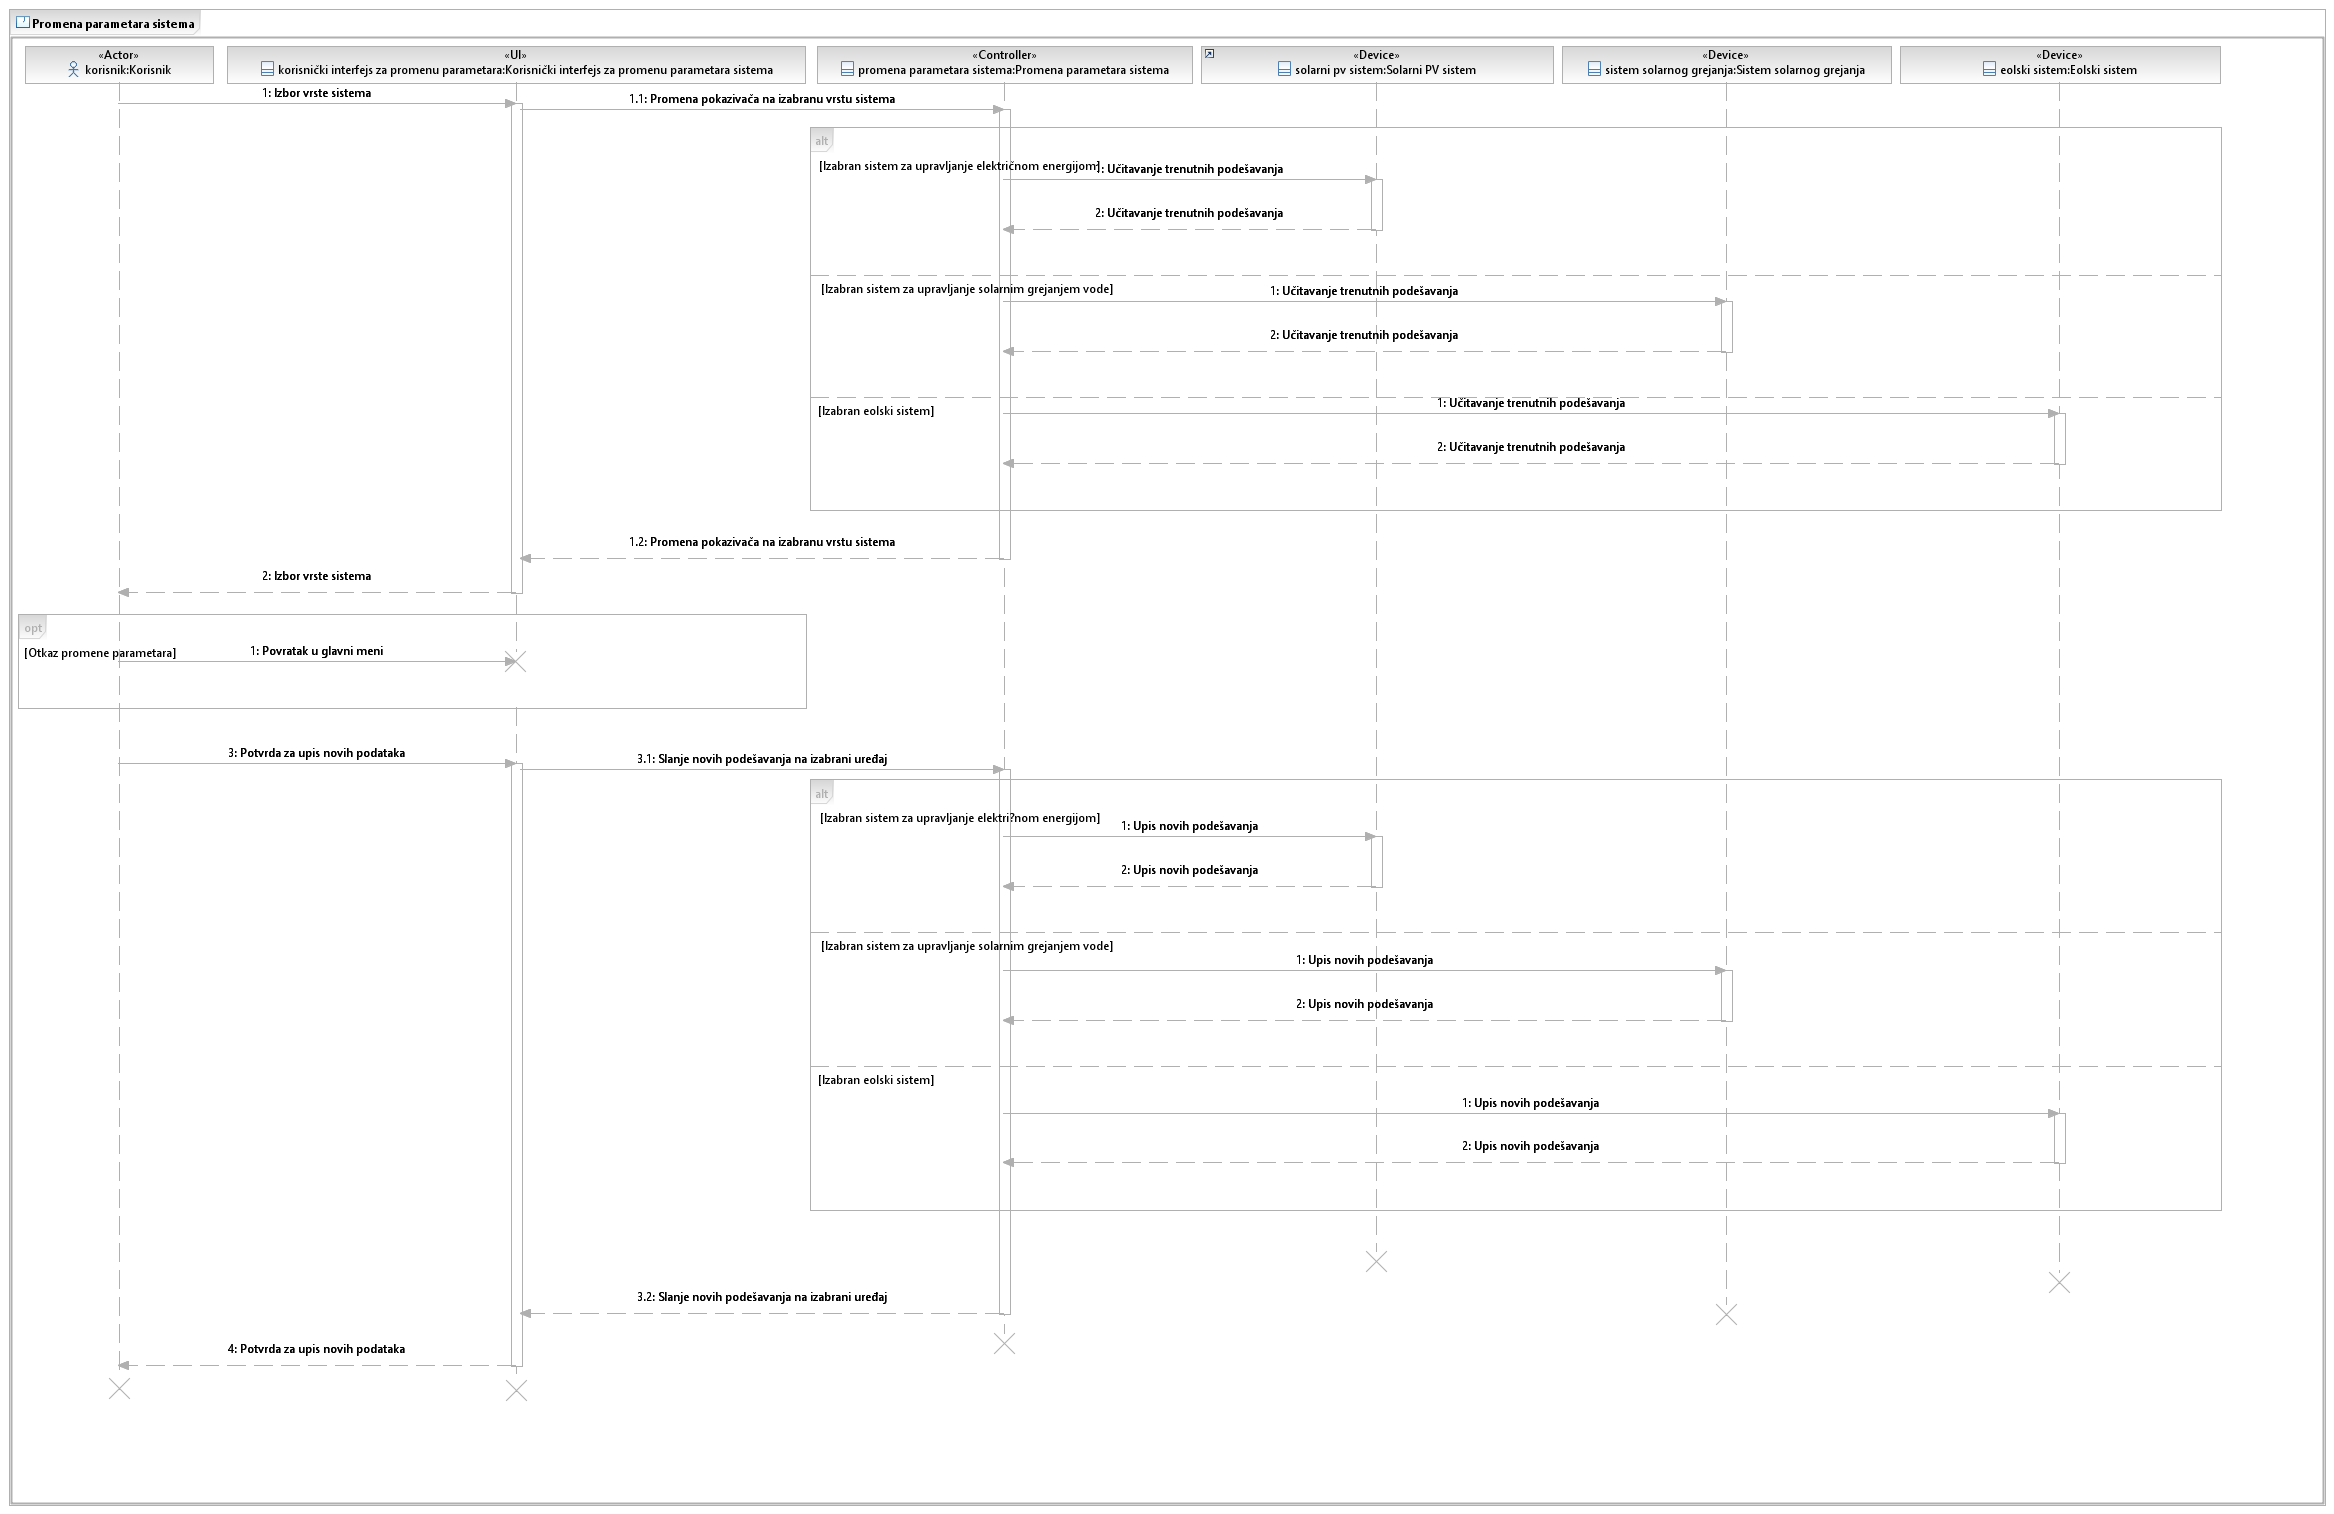 Promena parametara sistema
«Actor»
korisnik:Korisnik
«UI»
korisnički interfejs za promenu parametara:Korisnički interfejs za promenu parametara sistema
«Controller»
promena parametara sistema:Promena parametara sistema
«Device»
solarni pv sistem:Solarni PV sistem
«Device»
sistem solarnog grejanja:Sistem solarnog grejanja
«Device»
eolski sistem:Eolski sistem
1: Izbor vrste sistema
1.1: Promena pokazivača na izabranu vrstu sistema
alt
[Izabran sistem za upravljanje električnom energijom]
1: Učitavanje trenutnih podešavanja
2: Učitavanje trenutnih podešavanja
[Izabran sistem za upravljanje solarnim grejanjem vode]
1: Učitavanje trenutnih podešavanja
2: Učitavanje trenutnih podešavanja
[Izabran eolski sistem]
1: Učitavanje trenutnih podešavanja
2: Učitavanje trenutnih podešavanja
1.2: Promena pokazivača na izabranu vrstu sistema
2: Izbor vrste sistema
opt
[Otkaz promene parametara]
1: Povratak u glavni meni
3: Potvrda za upis novih podataka
3.1: Slanje novih podešavanja na izabrani uređaj
alt
[Izabran sistem za upravljanje elektri?nom energijom]
1: Upis novih podešavanja
2: Upis novih podešavanja
[Izabran sistem za upravljanje solarnim grejanjem vode]
1: Upis novih podešavanja
2: Upis novih podešavanja
[Izabran eolski sistem]
1: Upis novih podešavanja
2: Upis novih podešavanja
3.2: Slanje novih podešavanja na izabrani uređaj
4: Potvrda za upis novih podataka